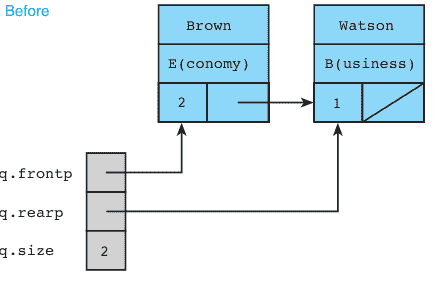 Before
Brown
Watson
E(conomy)
B(usiness)
2
1
q.frontp
q.rearp
q.size
2